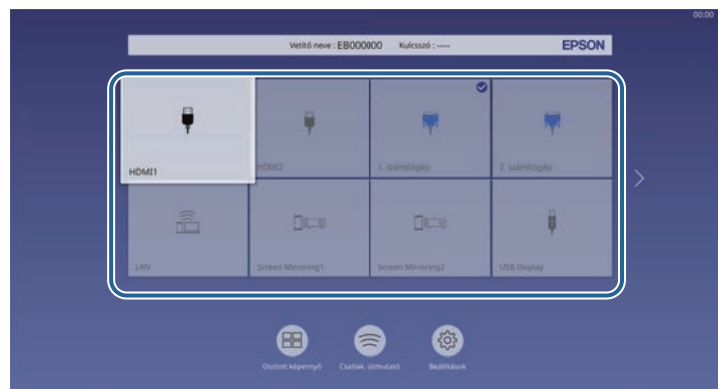 00:00
Vetítő neve : EB000000 Kulcsszó : ---- EPSON
HDMI1
HDMI2
1. számítógép
2. számítógép
LAN
Screen Mirroring1
Screen Mirroring2
USB Display
Osztott képernyő
Csatlak. útmutató
Beállítások